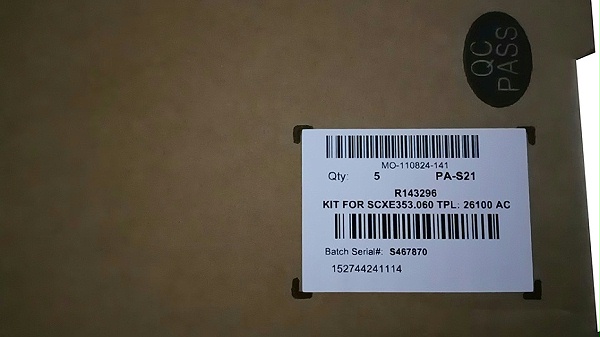 QC
PASS
MO-110824-141
Qty: 5 PA-S21
R143296
KIT FOR SCXE353.060 TPL: 26100 AC
Batch Serial#: S467870
152744241114